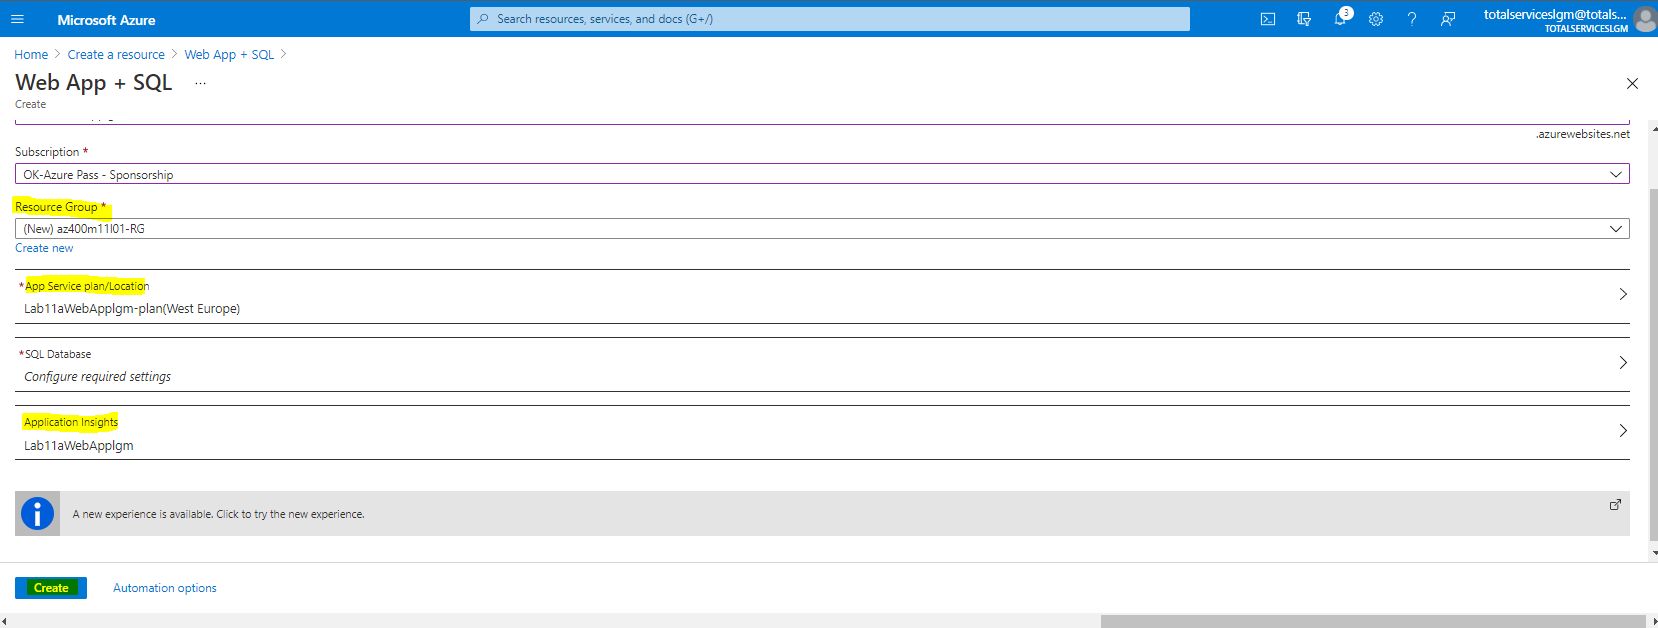 Microsoft Azure
Search resources, services, and docs (G+/)
3
totalserviceslgm@totals...
TOTALSERVICESLGM
Home > Create a resource > Web App + SQL >
Web App + SQL ...
Create
.azurewebsites.net
Subscription *
OK-Azure Pass - Sponsorship
Resource Group *
(New) az400m11l01-RG
Create new
*App Service plan/Location
Lab11aWebApplgm-plan(West Europe)
*SQL Database
Configure required settings
Application Insights
Lab11aWebApplgm
A new experience is available. Click to try the new experience.
Create
Automation options